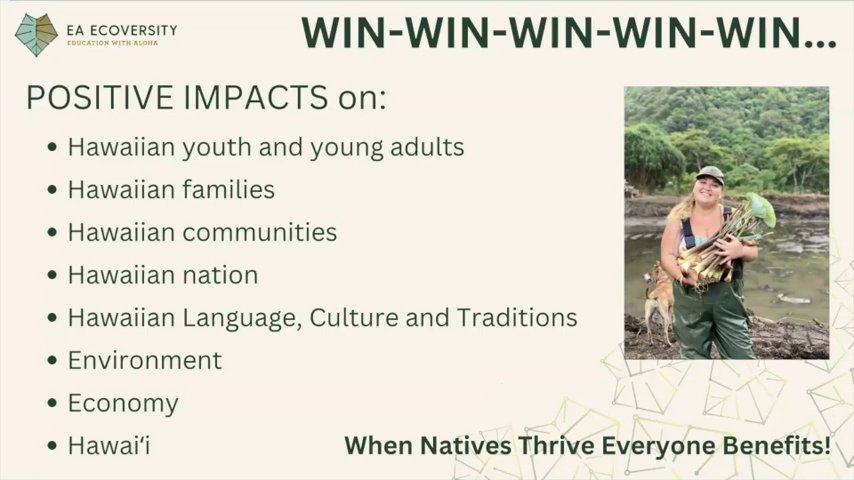 EA ECOVERSITY
EDUCATION WITH ALOHA
WIN-WIN-WIN-WIN-WIN...
POSITIVE IMPACTS on:
• Hawaiian youth and young adults
• Hawaiian families
• Hawaiian communities
• Hawaiian nation
• Hawaiian Language, Culture and Traditions
• Environment
• Economy
• Hawaiʻi
When Natives Thrive Everyone Benefits!